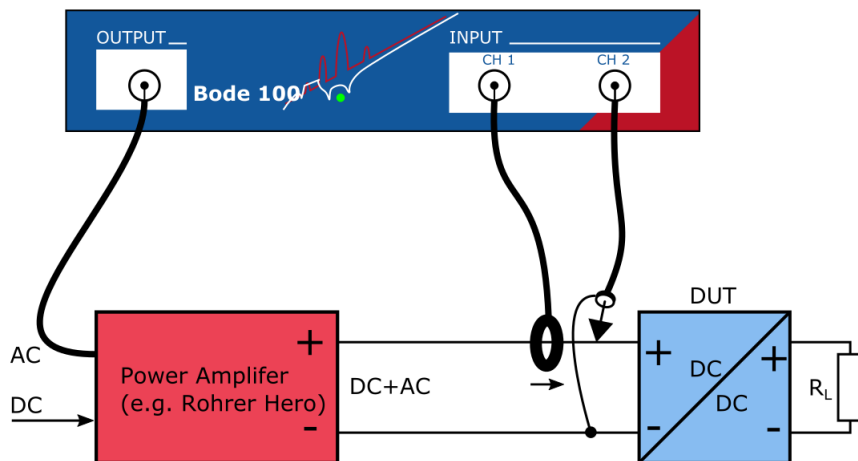 OUTPUT
INPUT
CH 1
CH 2
Bode 100
DUT
AC
DC
Power Amplifer
(e.g. Rohrer Hero)
+
-
DC+AC
+
-
DC
DC
+
-
RL